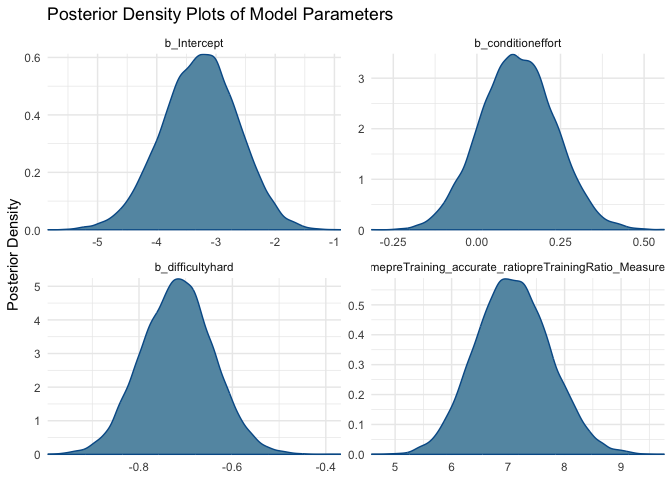 Posterior Density Plots of Model Parameters
b_Intercept
b_conditioneffort
0.6
0.4
0.2
0.0
-5 -4 -3 -2 -1
3
2
1
0
-0.25 0.00 0.25 0.50
Posterior Density
b_difficultyhard
mepreTraining_accurate_ratiopreTrainingRatio_Measure
5
4
3
2
1
0
-0.8 -0.6 -0.4
0.5
0.4
0.3
0.2
0.1
0.0
5 6 7 8 9